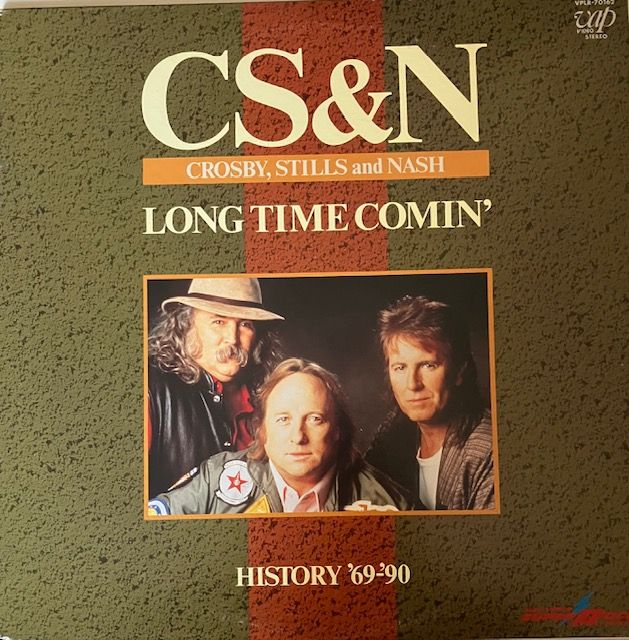 VPLR-70162
vap
VIDEO
STEREO
CS&N
CROSBY, STILLS and NASH
LONG TIME COMIN'
HISTORY '69-'90